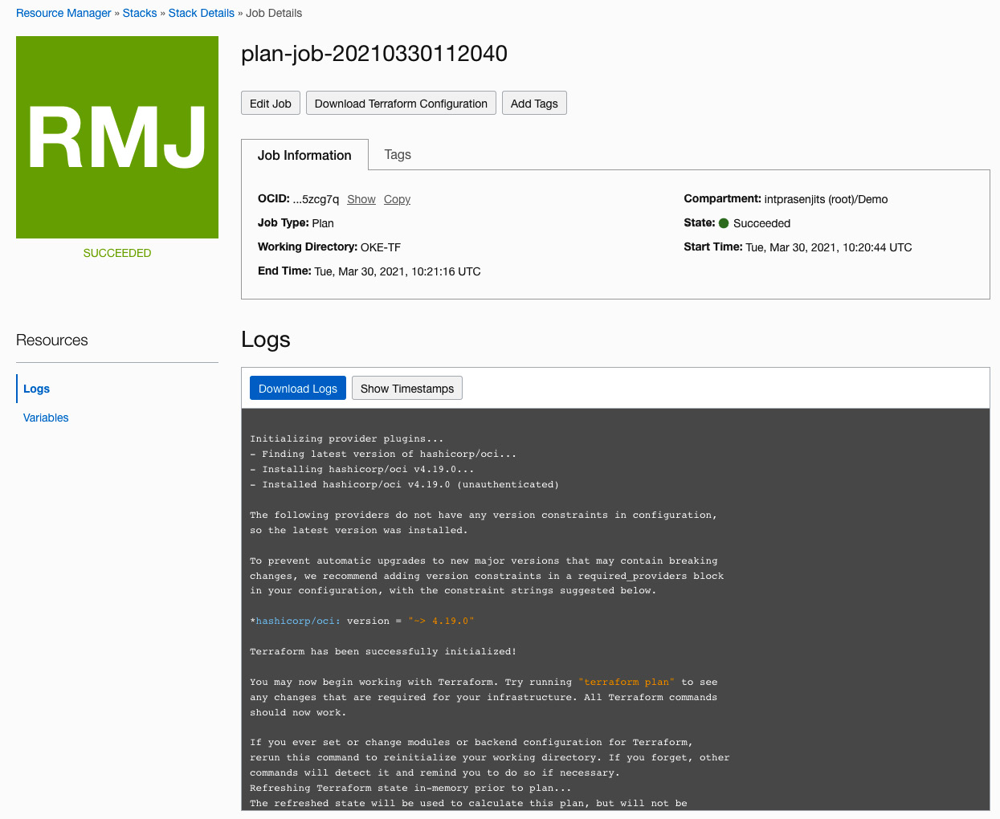 Resource Manager » Stacks » Stack Details » Job Details
RMJ
SUCCEEDED
plan-job-20210330112040
Edit Job
Download Terraform Configuration
Add Tags
Job Information
Tags
OCID: ...5zcg7q Show Copy
Compartment: intprasenjits (root)/Demo
Job Type: Plan
State: Succeeded
Working Directory: OKE-TF
Start Time: Tue, Mar 30, 2021, 10:20:44 UTC
End Time: Tue, Mar 30, 2021, 10:21:16 UTC
Resources
Logs
Variables
Logs
Download Logs
Show Timestamps
Initializing provider plugins...
- Finding latest version of hashicorp/oci...
- Installing hashicorp/oci v4.19.0...
- Installed hashicorp/oci v4.19.0 (unauthenticated)
The following providers do not have any version constraints in configuration,
so the latest version was installed.
To prevent automatic upgrades to new major versions that may contain breaking
changes, we recommend adding version constraints in a required_providers block
in your configuration, with the constraint strings suggested below.
*hashicorp/oci: version = "~> 4.19.0"
Terraform has been successfully initialized!
You may now begin working with Terraform. Try running "terraform plan" to see
any changes that are required for your infrastructure. All Terraform commands
should now work.
If you ever set or change modules or backend configuration for Terraform,
rerun this command to reinitialize your working directory. If you forget, other
commands will detect it and remind you to do so if necessary.
Refreshing Terraform state in-memory prior to plan...
The refreshed state will be used to calculate this plan, but will not be